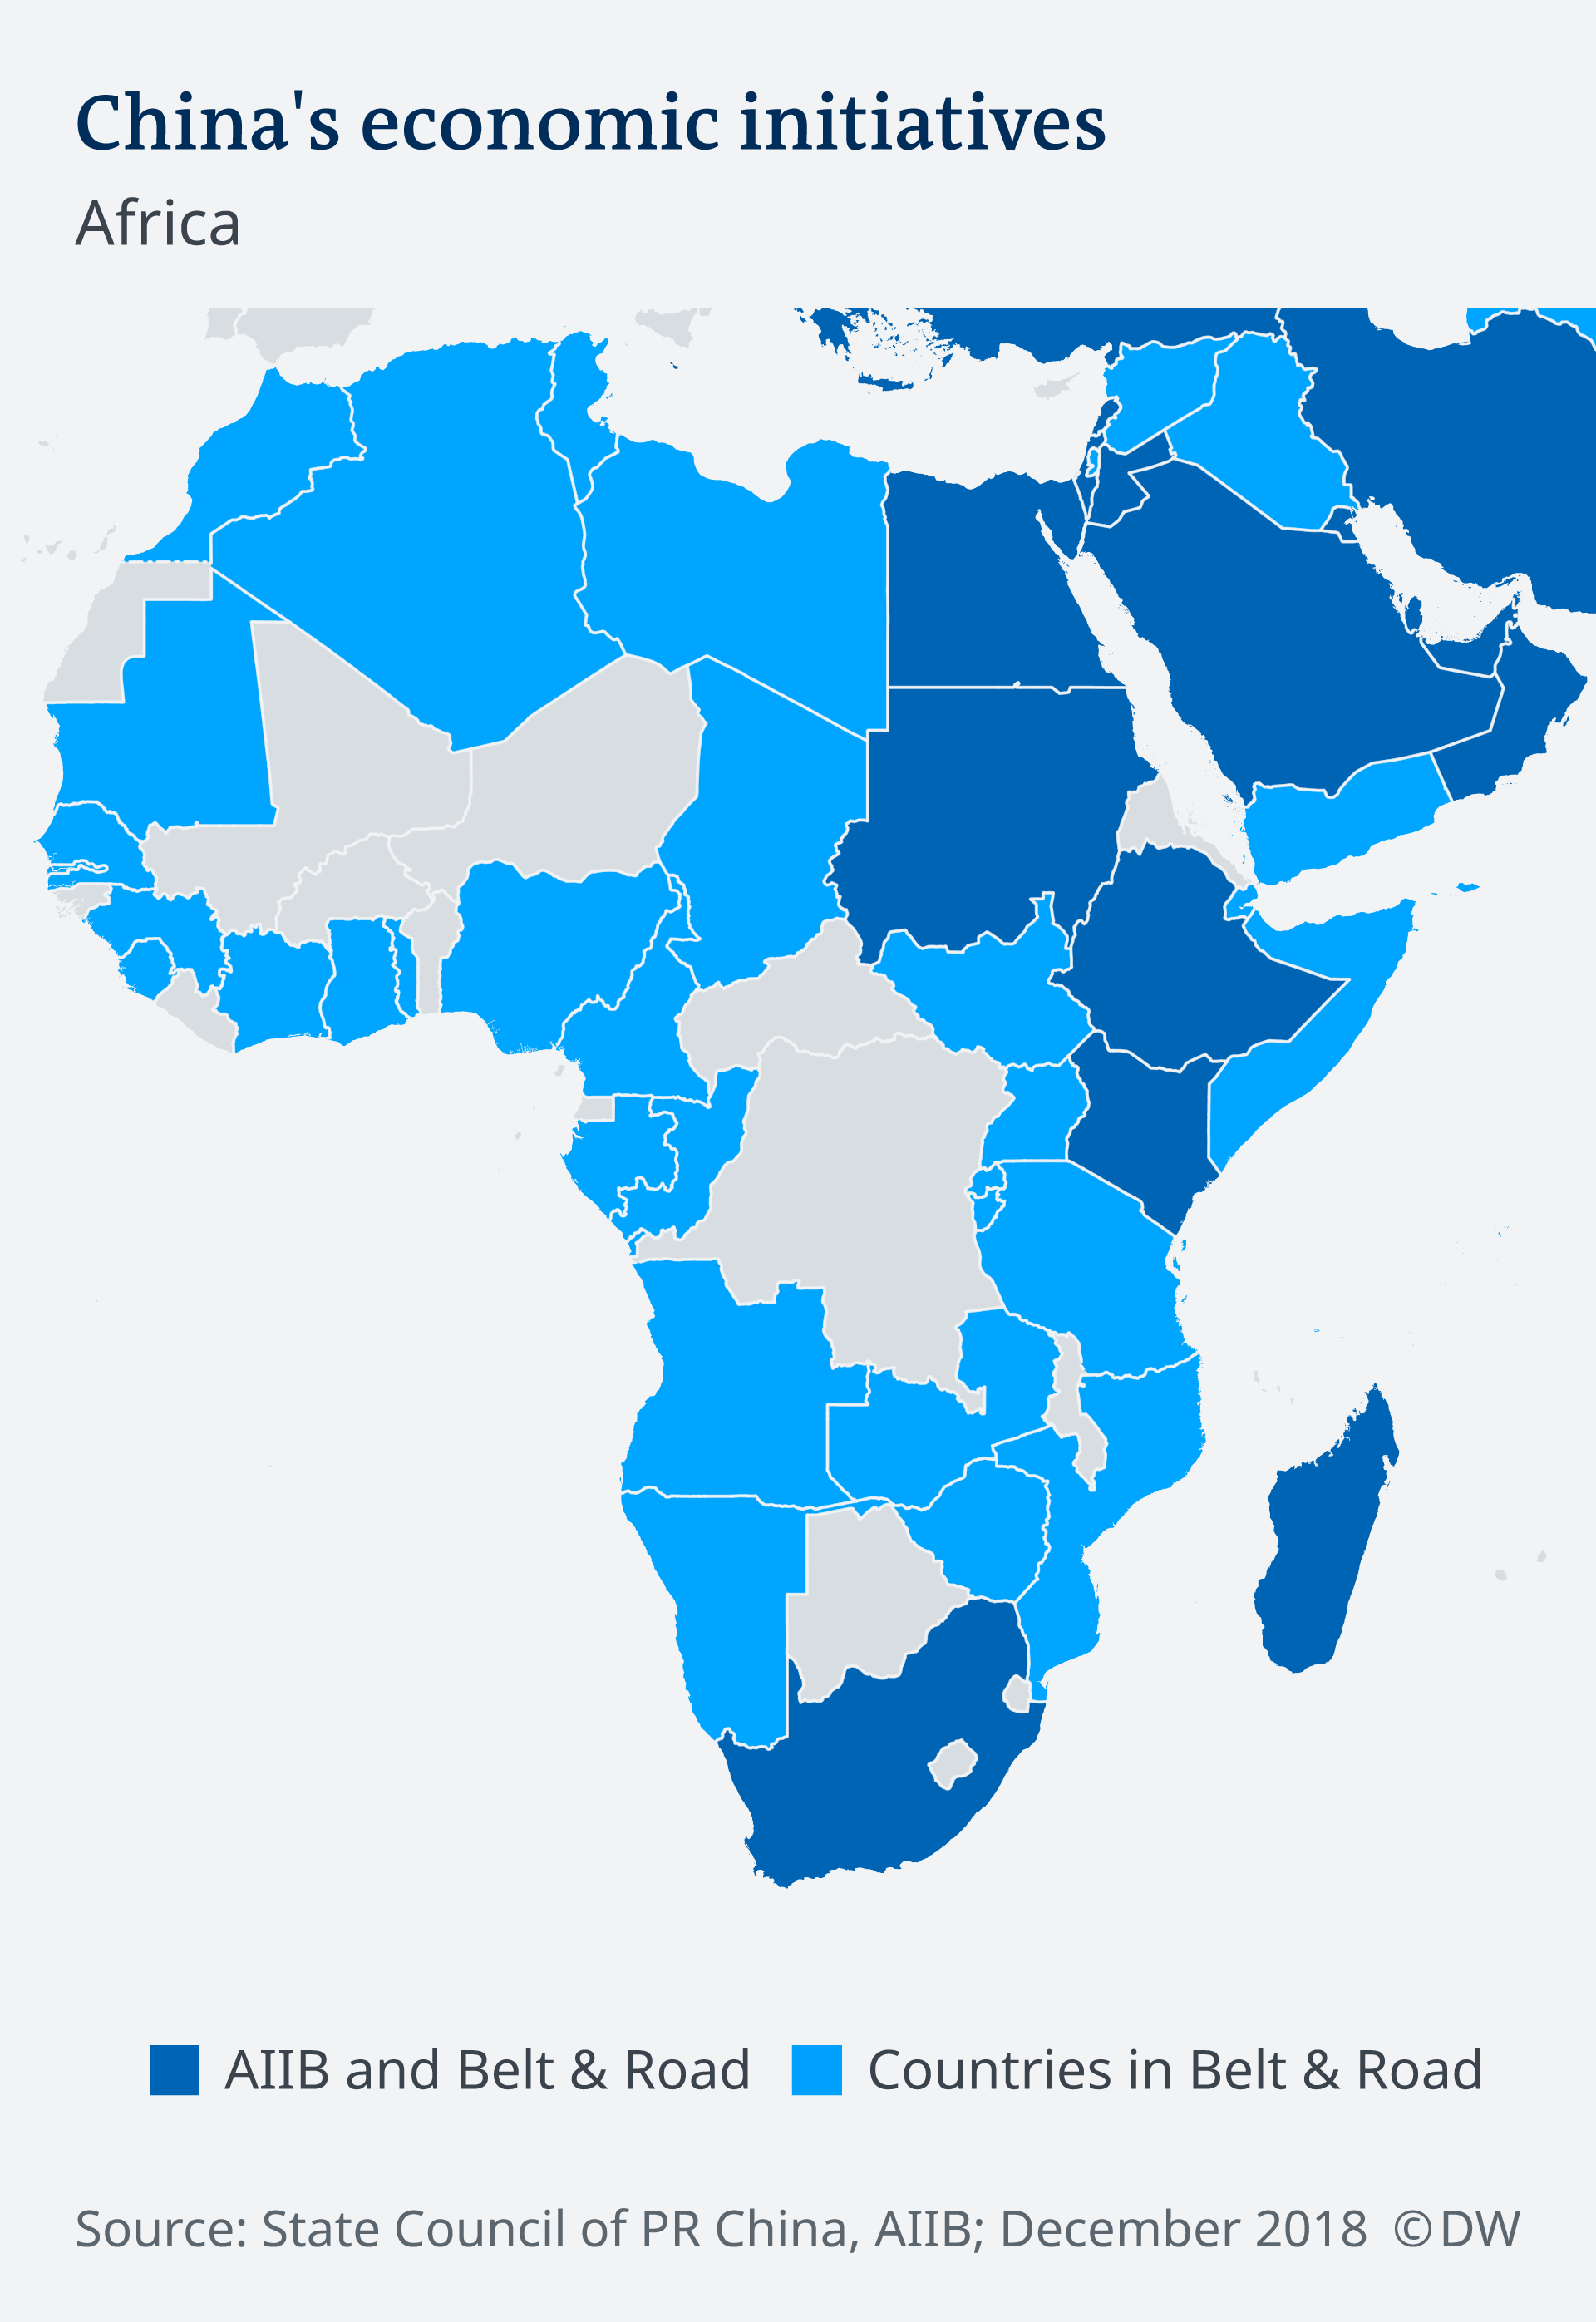 China's economic initiatives
Africa
AIIB and Belt & Road Countries in Belt & Road
Source: State Council of PR China, AIIB; December 2018 ©DW